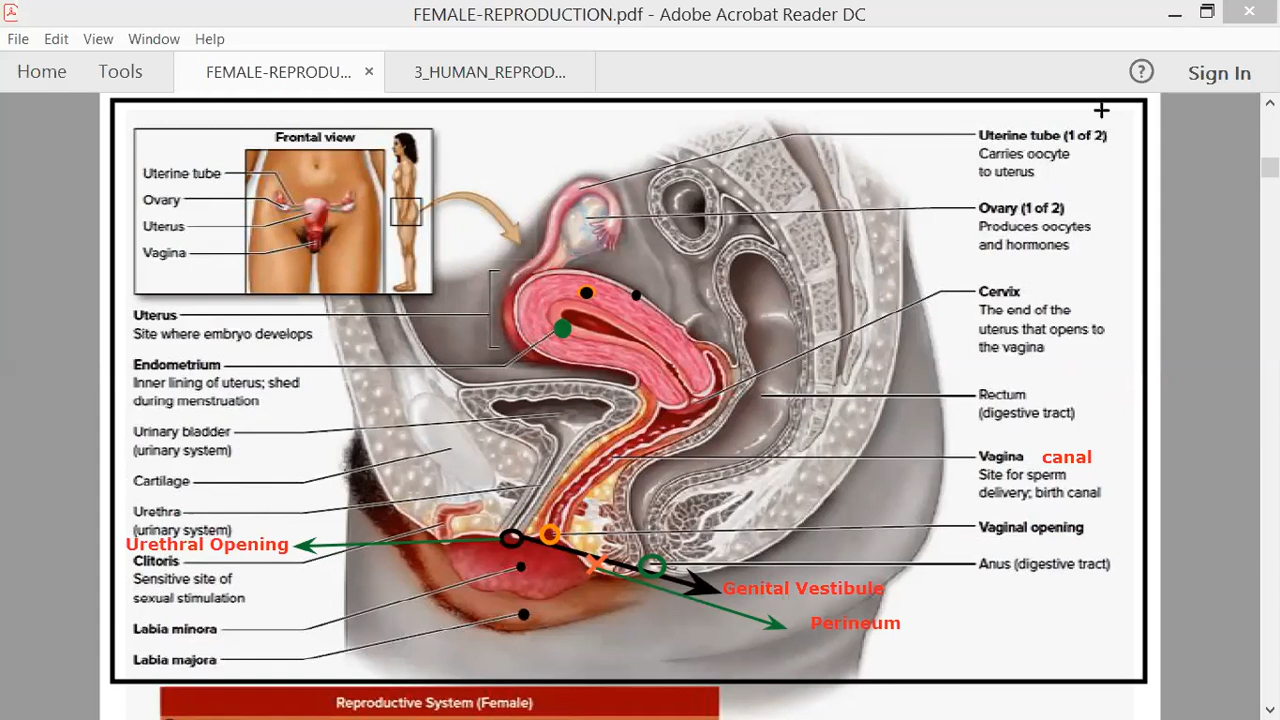 FEMALE-REPRODUCTION.pdf - Adobe Acrobat Reader DC
File Edit View Window Help
Home Tools FEMALE-REPRODU... × 3_HUMAN_REPROD... ? Sign In
Frontal view
Uterine tube
Ovary
Uterus
Vagina
Uterus
Site where embryo develops
Endometrium
Inner lining of uterus; shed
during menstruation
Urinary bladder
(urinary system)
Cartilage
Urethra
(urinary system)
Urethral Opening
Clitoris
Sensitive site of
sexual stimulation
Labia minora
Labia majora
Uterine tube (1 of 2)
Carries oocyte
to uterus
Ovary (1 of 2)
Produces oocytes
and hormones
Cervix
The end of the
uterus that opens to
the vagina
Rectum
(digestive tract)
Vagina canal
Site for sperm
delivery; birth canal
Vaginal opening
Anus (digestive tract)
Genital Vestibule
Perineum
Reproductive System (Female)